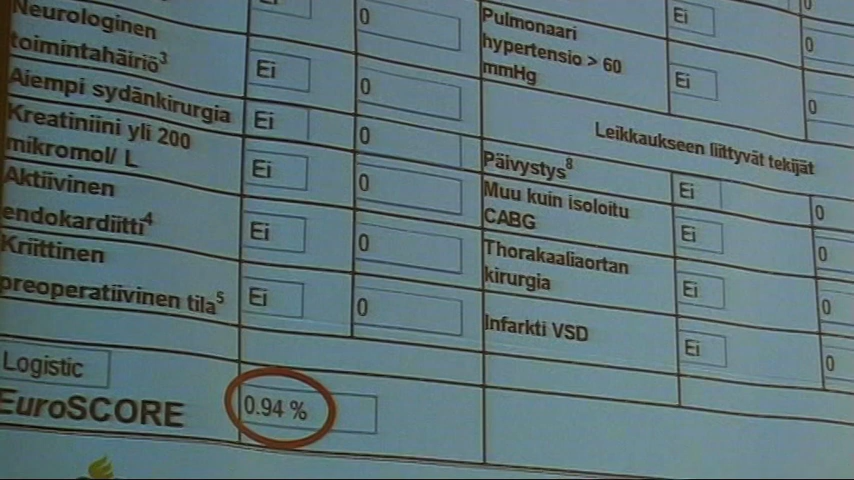 Ei 0
Neurologinen
toimintahäiriö3 Ei 0
Aiempi sydänkirurgia Ei 0
Kreatiniini yli 200
mikromol/ L Ei 0
Aktiivinen
endokardiitti4 Ei 0
Kriittinen
preoperatiivinen tila5 Ei 0
Logistic
EuroSCORE 0.94 %
Ei 0
Pulmonaari
hypertensio > 60
mmHg Ei 0
Leikkaukseen liittyvät tekijät
Päivystys8 Ei 0
Muu kuin isoloitu
CABG Ei 0
Thorakaaliaortan
kirurgia Ei 0
Infarkti VSD Ei 0